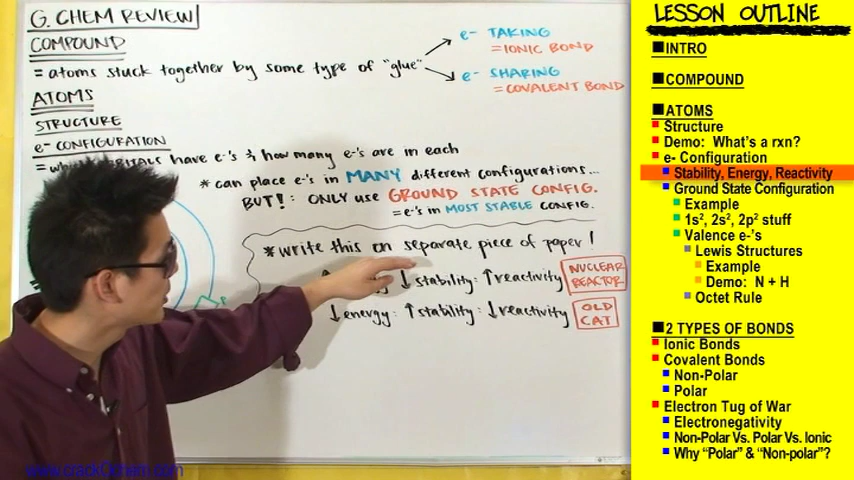 G. CHEM REVIEW
COMPOUND
= atoms stuck together by some type of "glue"
e- TAKING
= IONIC BOND
e- SHARING
= COVALENT BOND
ATOMS
STRUCTURE
e- CONFIGURATION
= have e-'s & how many e-'s are in each
* can place e-'s in MANY different configurations...
BUT!: ONLY use GROUND STATE CONFIG.
= e-'s in MOST STABLE CONFIG.
* write this on separate piece of paper!
↓ stability: ↑ reactivity
NUCLEAR
REACTOR
↓ energy: ↑ stability: ↓ reactivity
OLD
CAT
LESSON OUTLINE
INTRO
COMPOUND
ATOMS
Structure
Demo: What's a rxn?
e- Configuration
Stability, Energy, Reactivity
Ground State Configuration
Example
1s², 2s², 2p² stuff
Valence e-'s
Lewis Structures
Example
Demo: N + H
Octet Rule
2 TYPES OF BONDS
Ionic Bonds
Covalent Bonds
Non-Polar
Polar
Electron Tug of War
Electronegativity
Non-Polar Vs. Polar Vs. Ionic
Why "Polar" & "Non-polar"?